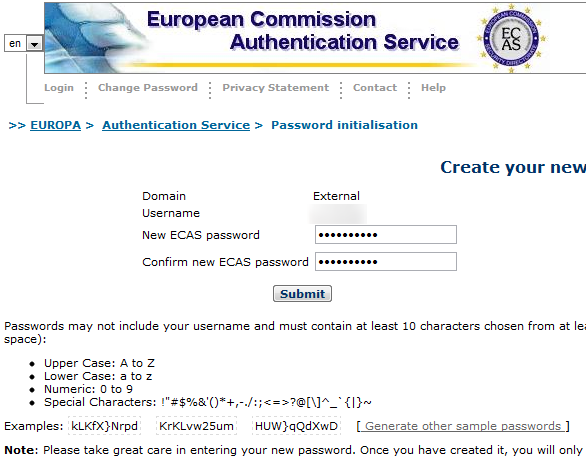 European Commission
Authentication Service
en
EC
AS
EUROPEAN COMMISSION
SECURITY DIRECTORATE
Login Change Password Privacy Statement Contact Help
>> EUROPA > Authentication Service > Password initialisation
Create your new
Domain External
Username
New ECAS password ••••••••••
Confirm new ECAS password ••••••••••
Submit
Passwords may not include your username and must contain at least 10 characters chosen from at lea
space):
• Upper Case: A to Z
• Lower Case: a to z
• Numeric: 0 to 9
• Special Characters: !"#$%&'()*+,-./:;<=>?@[\]^_`{|}~
Examples: kLKfX}Nrpd KrKLvw25um HUW}qQdXwD [ Generate other sample passwords ]
Note: Please take great care in entering your new password. Once you have created it, you will only